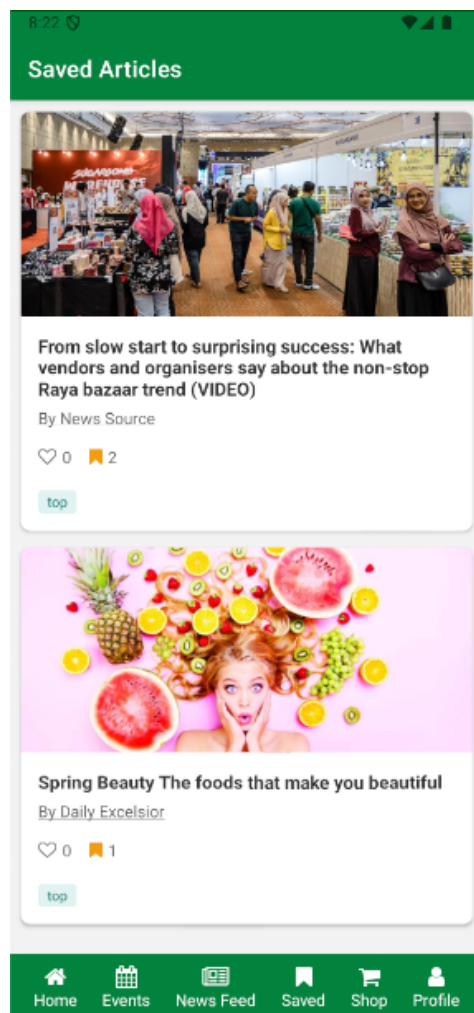 8:22
Saved Articles
SUGARBOMB
WAREHOUSE
From slow start to surprising success: What
vendors and organisers say about the non-stop
Raya bazaar trend (VIDEO)
By News Source
0 2
top
Spring Beauty The foods that make you beautiful
By Daily Excelsior
0 1
top
Home Events News Feed Saved Shop Profile